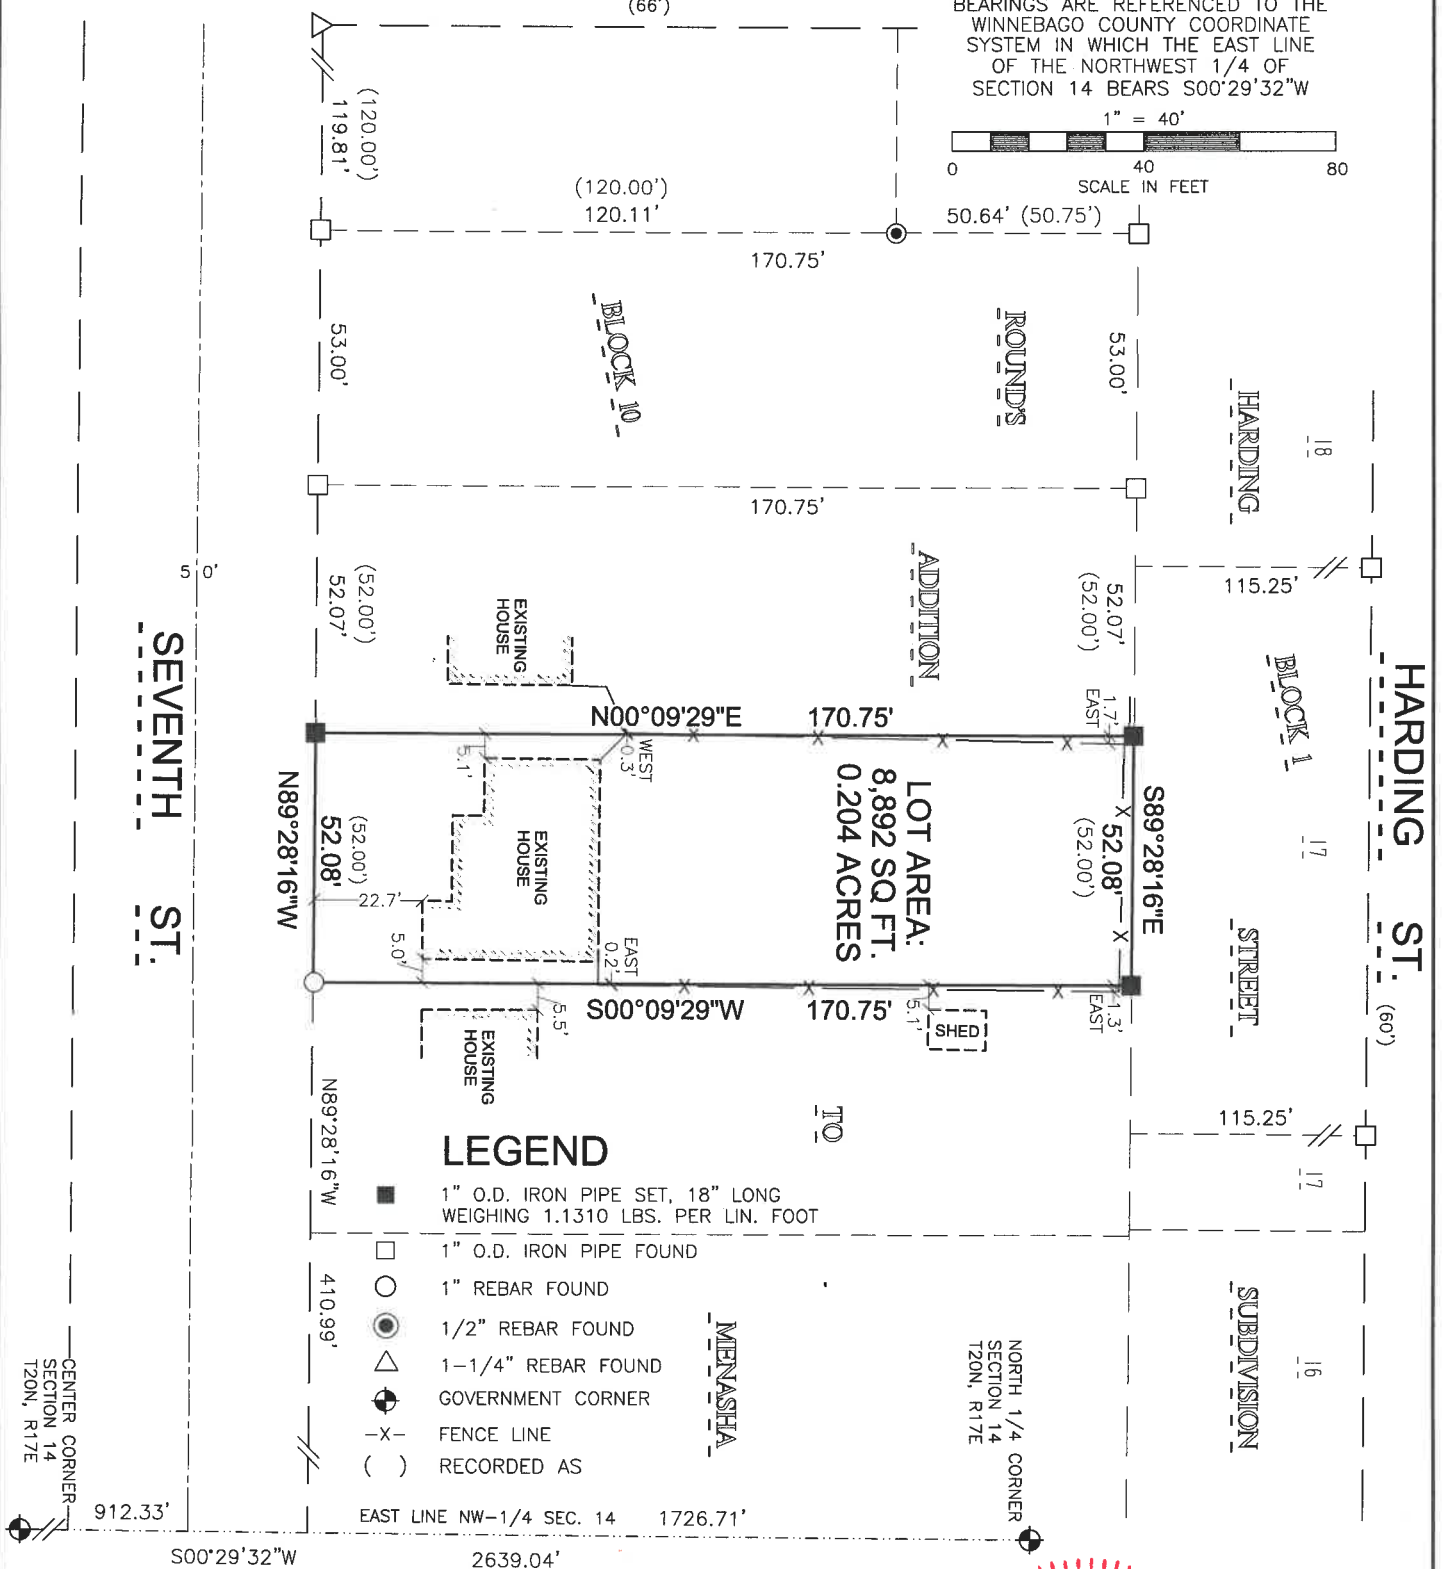 (66')
BEARINGS ARE REFERENCED TO THE
WINNEBAGO COUNTY COORDINATE
SYSTEM IN WHICH THE EAST LINE
OF THE NORTHWEST 1/4 OF
SECTION 14 BEARS S00°29'32"W
1" = 40'
0 40 80
SCALE IN FEET
(120.00')
119.81'
(120.00')
120.11'
50.64' (50.75')
170.75'
53.00'
BLOCK 10
ROUND'S
53.00'
HARDING
18
170.75'
(52.00')
52.07'
ADDITION
52.07'
(52.00')
115.25'
SEVENTH ST.
EXISTING
HOUSE
N00°09'29"E 170.75'
1.7'
EAST
BLOCK 1
HARDING ST.
(60')
5.1'
WEST
0.3'
N89°28'16"W
(52.00')
52.08'
22.7'
EXISTING
HOUSE
LOT AREA:
8,892 SQ FT.
0.204 ACRES
S89°28'16"E
52.08'
(52.00')
17
5.0'
EAST
0.2'
S00°09'29"W 170.75'
5.5'
5.1'
SHED
1.3'
EAST
STREET
EXISTING
HOUSE
N89°28'16"W
TO
115.25'
17
LEGEND
1" O.D. IRON PIPE SET, 18" LONG
WEIGHING 1.1310 LBS. PER LIN. FOOT
1" O.D. IRON PIPE FOUND
1" REBAR FOUND
1/2" REBAR FOUND
1-1/4" REBAR FOUND
GOVERNMENT CORNER
-X- FENCE LINE
( ) RECORDED AS
410.99'
MENASHA
SUBDIVISION
16
CENTER CORNER
SECTION 14
T20N, R17E
NORTH 1/4 CORNER
SECTION 14
T20N, R17E
912.33'
EAST LINE NW-1/4 SEC. 14 1726.71'
S00°29'32"W 2639.04'